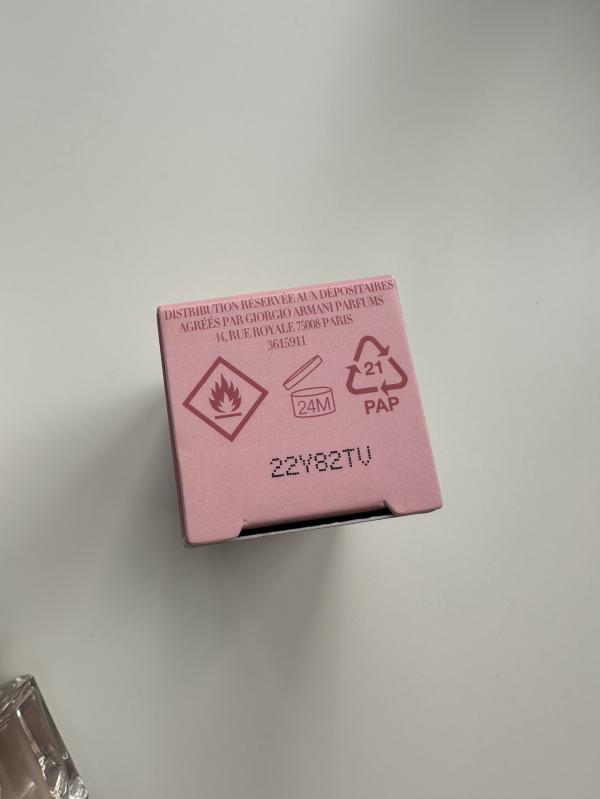 DISTRIBUTION RÉSERVÉE AUX DÉPOSITAIRES
AGRÉÉS PAR GIORGIO ARMANI PARFUMS
14, RUE ROYALE 75008 PARIS
3615911
24M
21
PAP
22Y82TV